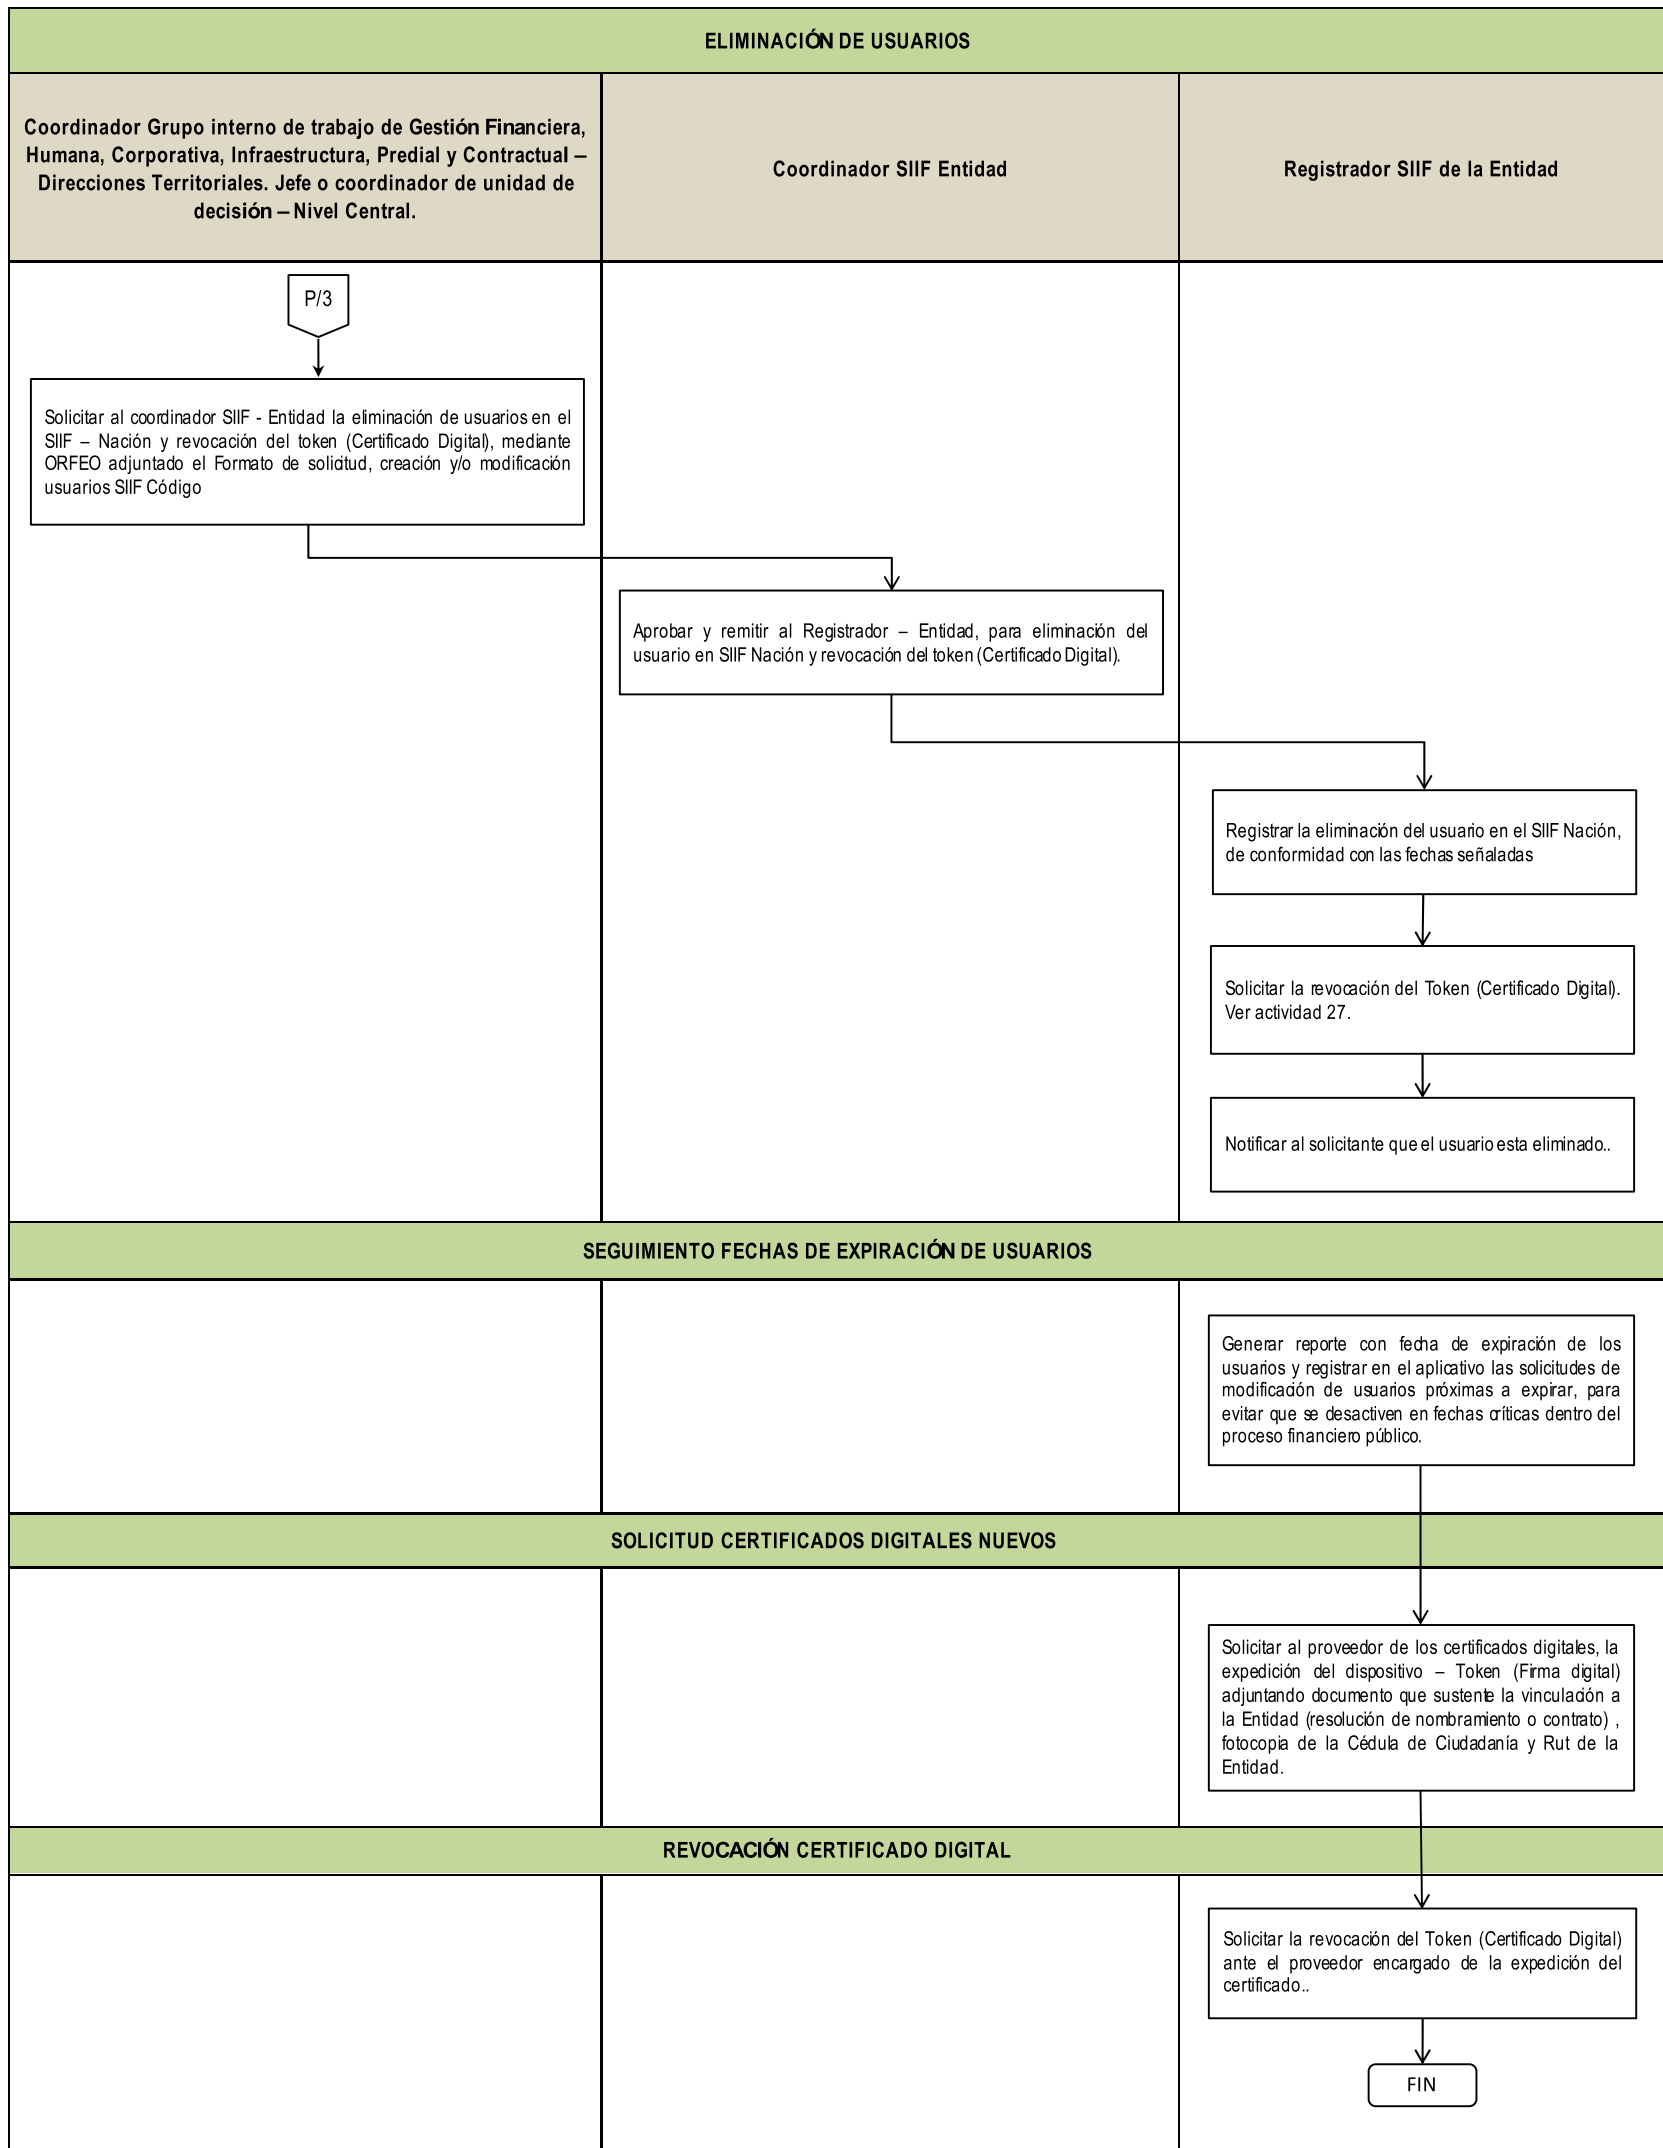 ELIMINACIÓN DE USUARIOS
Coordinador Grupo interno de trabajo de Gestión Financiera,
Humana, Corporativa, Infraestructura, Predial y Contractual –
Direcciones Territoriales. Jefe o coordinador de unidad de
decisión – Nivel Central.
Coordinador SIIF Entidad
Registrador SIIF de la Entidad
P/3
Solicitar al coordinador SIIF - Entidad la eliminación de usuarios en el
SIIF – Nación y revocación del token (Certificado Digital), mediante
ORFEO adjuntado el Formato de solicitud, creación y/o modificación
usuarios SIIF Código
Aprobar y remitir al Registrador – Entidad, para eliminación del
usuario en SIIF Nación y revocación del token (Certificado Digital).
Registrar la eliminación del usuario en el SIIF Nación,
de conformidad con las fechas señaladas
Solicitar la revocación del Token (Certificado Digital).
Ver actividad 27.
Notificar al solicitante que el usuario esta eliminado..
SEGUIMIENTO FECHAS DE EXPIRACIÓN DE USUARIOS
Generar reporte con fecha de expiración de los
usuarios y registrar en el aplicativo las solicitudes de
modificación de usuarios próximas a expirar, para
evitar que se desactiven en fechas críticas dentro del
proceso financiero público.
SOLICITUD CERTIFICADOS DIGITALES NUEVOS
Solicitar al proveedor de los certificados digitales, la
expedición del dispositivo – Token (Firma digital)
adjuntando documento que sustente la vinculación a
la Entidad (resolución de nombramiento o contrato) ,
fotocopia de la Cédula de Ciudadanía y Rut de la
Entidad.
REVOCACIÓN CERTIFICADO DIGITAL
Solicitar la revocación del Token (Certificado Digital)
ante el proveedor encargado de la expedición del
certificado..
FIN